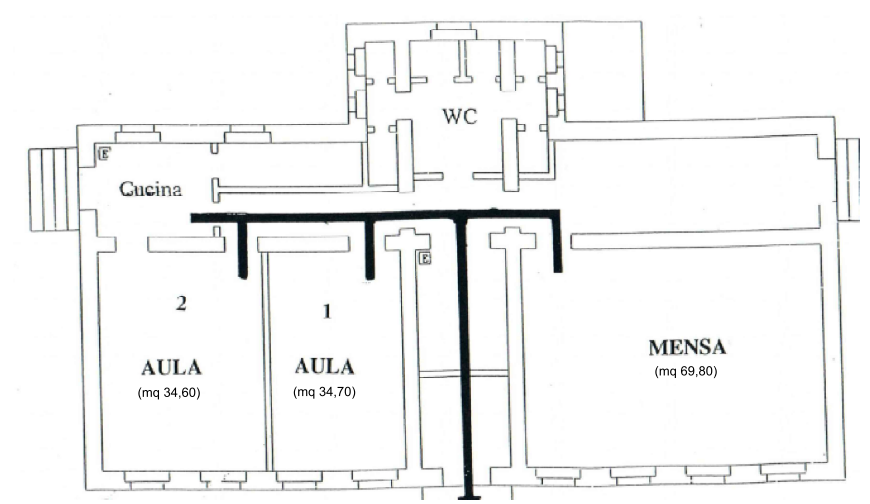 WC
E
Cucina
E
2
1
AULA
(mq 34,60)
AULA
(mq 34,70)
MENSA
(mq 69,80)